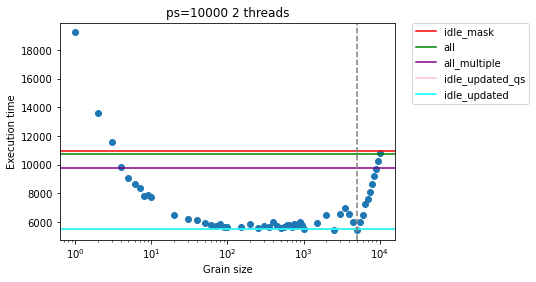 ps=10000 2 threads
Execution time
18000
16000
14000
12000
10000
8000
6000
10⁰
10¹
10²
10³
10⁴
Grain size
idle_mask
all
all_multiple
idle_updated_qs
idle_updated